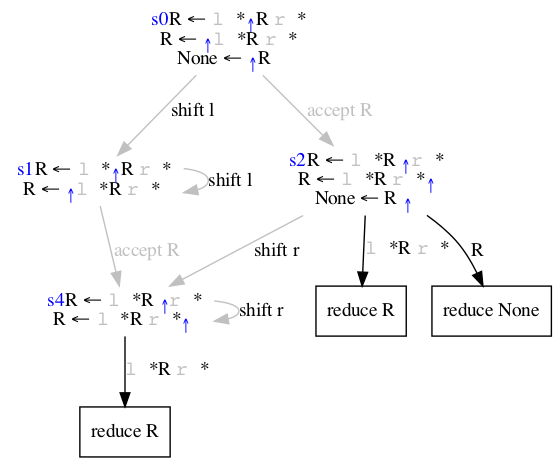 s0R ← l *↑R r *
R ← ↑l *R r *
None ← ↑R
shift l
accept R
s1R ← l *↑R r *
R ← ↑l *R r *
shift l
s2R ← l *R ↑r *
R ← l *R r *↑
None ← R ↑
accept R
shift r
l *R r *
R
s4R ← l *R ↑r *
R ← l *R r *↑
shift r
reduce R
reduce None
l *R r *
reduce R